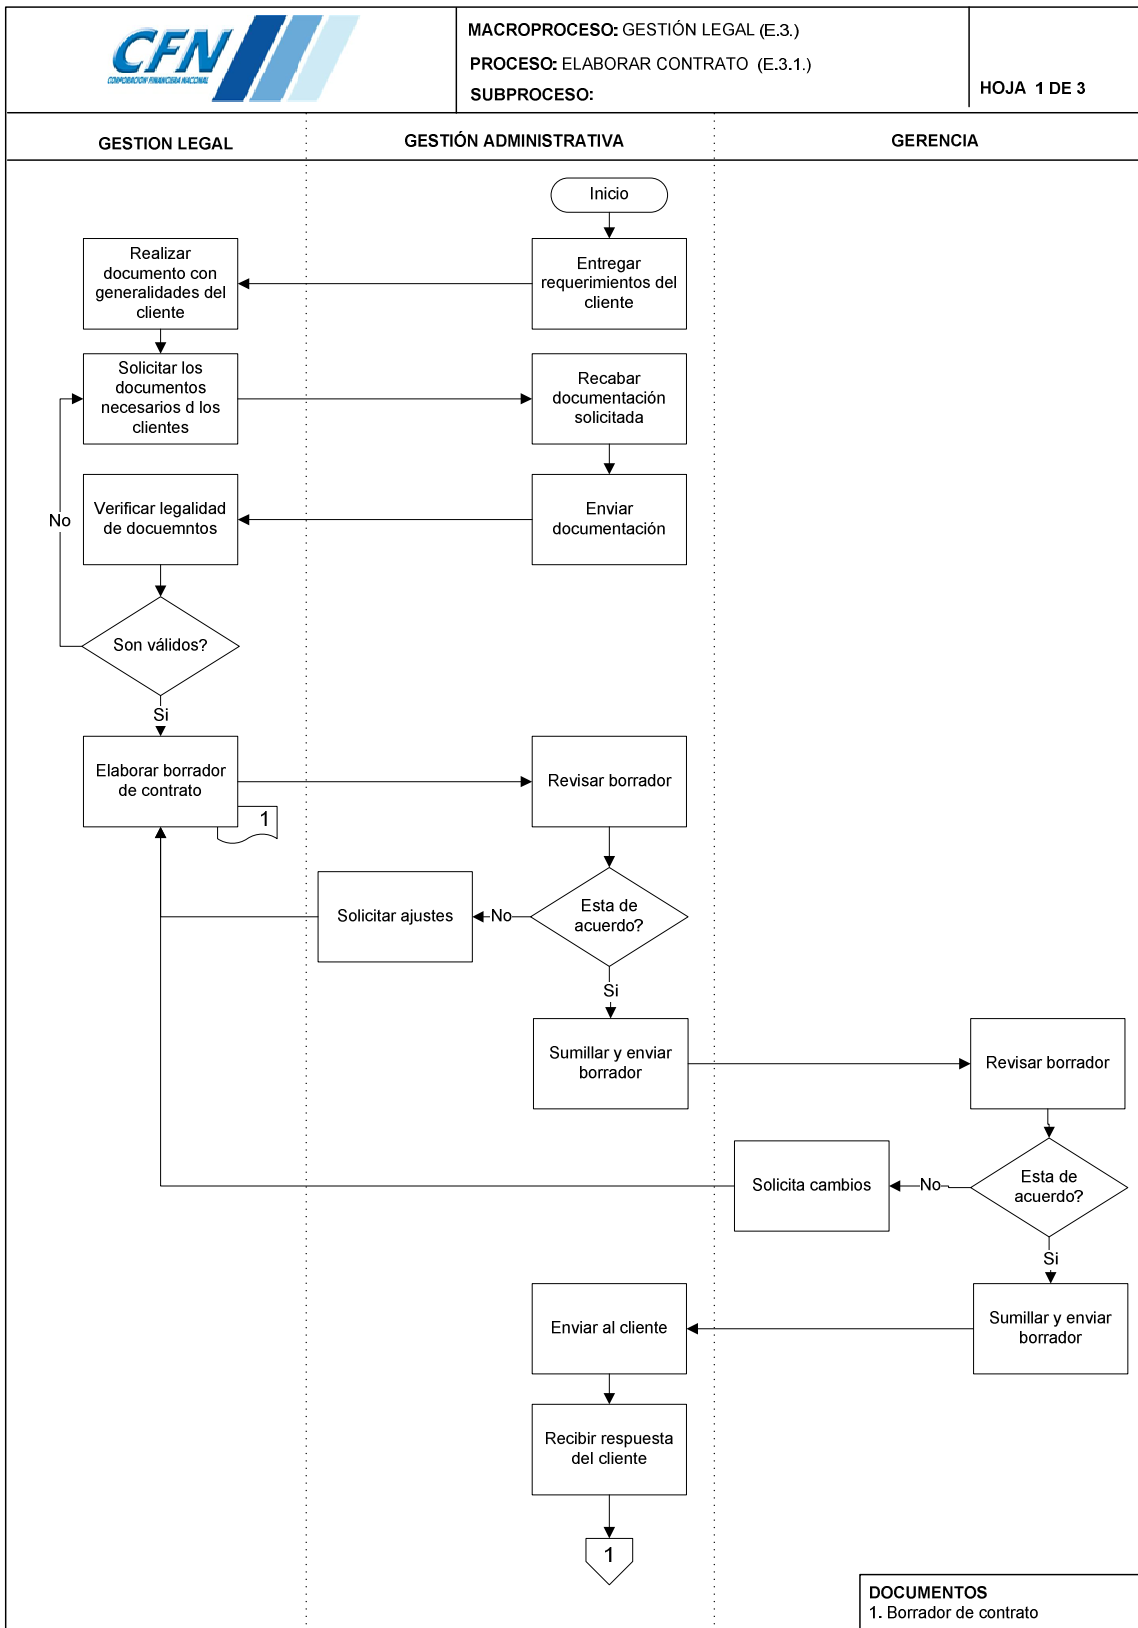 CFN
CORPORACIÓN FINANCIERA NACIONAL
MACROPROCESO: GESTIÓN LEGAL (E.3.)
PROCESO: ELABORAR CONTRATO (E.3.1.)
SUBPROCESO:
HOJA 1 DE 3
GESTION LEGAL
GESTIÓN ADMINISTRATIVA
GERENCIA
Inicio
Realizar
documento con
generalidades del
cliente
Entregar
requerimientos del
cliente
Solicitar los
documentos
necesarios d los
clientes
Recabar
documentación
solicitada
No
Verificar legalidad
de docuemntos
Enviar
documentación
Son válidos?
Si
Elaborar borrador
de contrato
1
Revisar borrador
Solicitar ajustes
No
Esta de
acuerdo?
Si
Sumillar y enviar
borrador
Revisar borrador
Solicita cambios
No
Esta de
acuerdo?
Si
Enviar al cliente
Sumillar y enviar
borrador
Recibir respuesta
del cliente
1
DOCUMENTOS
1. Borrador de contrato